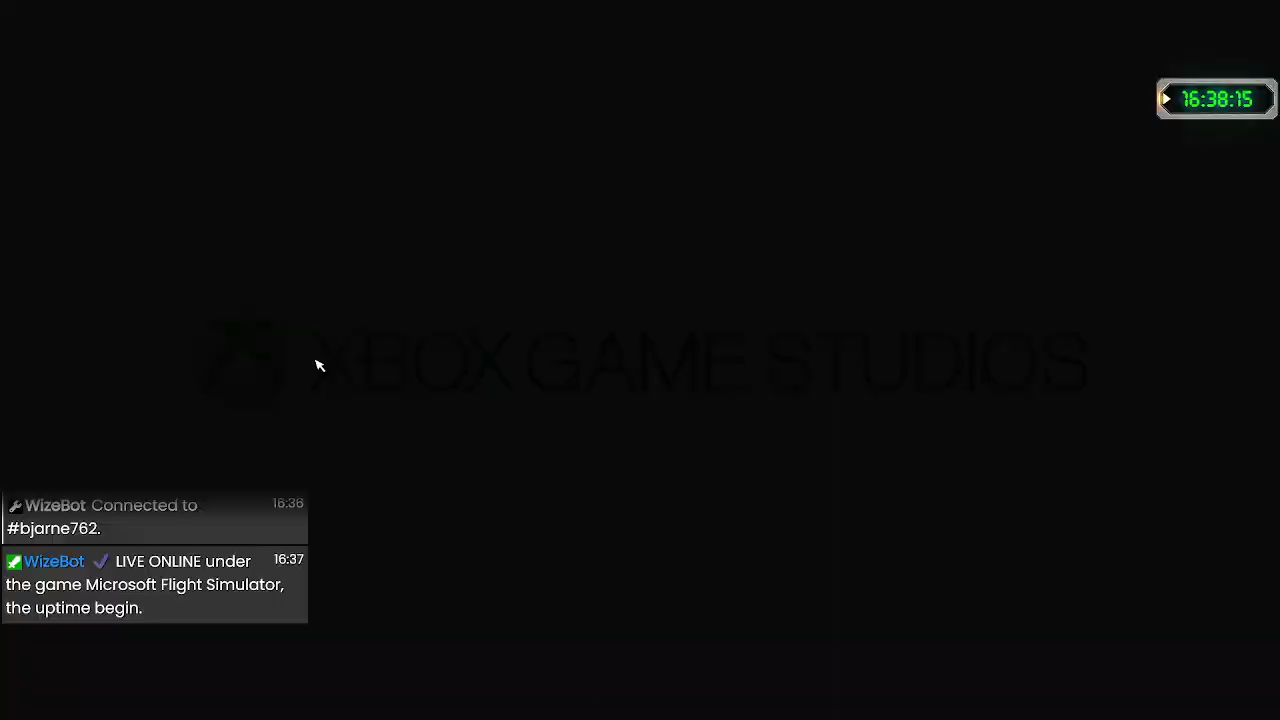 16:38:15
XBOX GAME STUDIOS
WizeBot Connected to 16:36
#bjarne762.
WizeBot LIVE ONLINE under 16:37
the game Microsoft Flight Simulator,
the uptime begin.